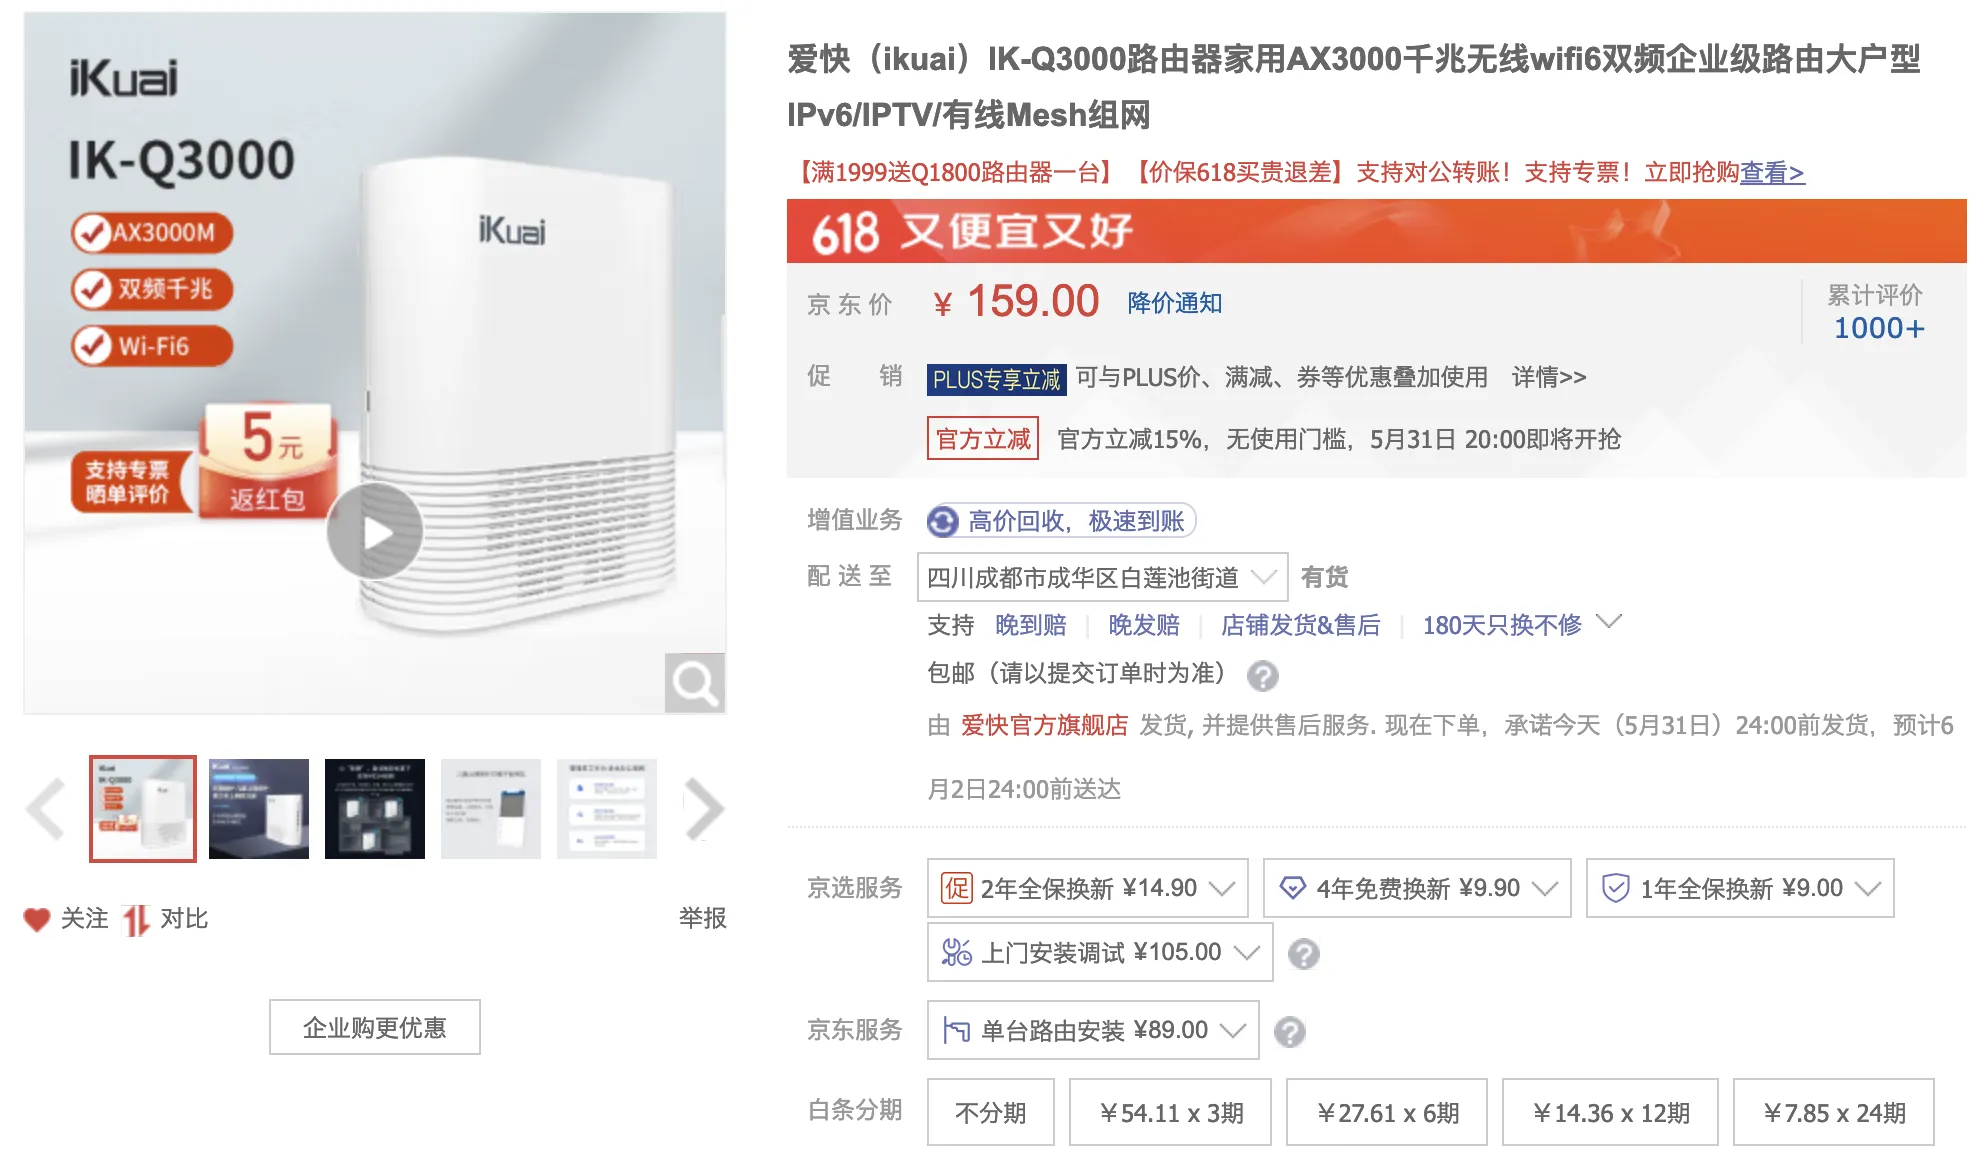 iKuai
IK-Q3000
AX3000M
双频千兆
Wi-Fi6
iKuai
5元
返红包
支持专票
晒单评价
关注 对比 举报
企业购更优惠
爱快（ikuai）IK-Q3000路由器家用AX3000千兆无线wifi6双频企业级路由大户型
IPv6/IPTV/有线Mesh组网
【满1999送Q1800路由器一台】【价保618买贵退差】支持对公转账！支持专票！立即抢购查看>
618 又便宜又好
京东价 ￥ 159.00 降价通知
累计评价
1000+
促销 PLUS专享立减 可与PLUS价、满减、券等优惠叠加使用 详情>>
官方立减 官方立减15%，无使用门槛，5月31日 20:00即将开抢
增值业务 高价回收，极速到账
配送至 四川成都市成华区白莲池街道 有货
支持 晚到赔 晚发赔 店铺发货&售后 180天只换不修
包邮（请以提交订单时为准） ?
由 爱快官方旗舰店 发货, 并提供售后服务. 现在下单，承诺今天（5月31日）24:00前发货，预计6
月2日24:00前送达
京选服务 促 2年全保换新 ¥14.90 4年免费换新 ¥9.90 1年全保换新 ¥9.00
上门安装调试 ¥105.00 ?
京东服务 单台路由安装 ¥89.00 ?
白条分期 不分期 ￥54.11 x 3期 ￥27.61 x 6期 ￥14.36 x 12期 ￥7.85 x 24期